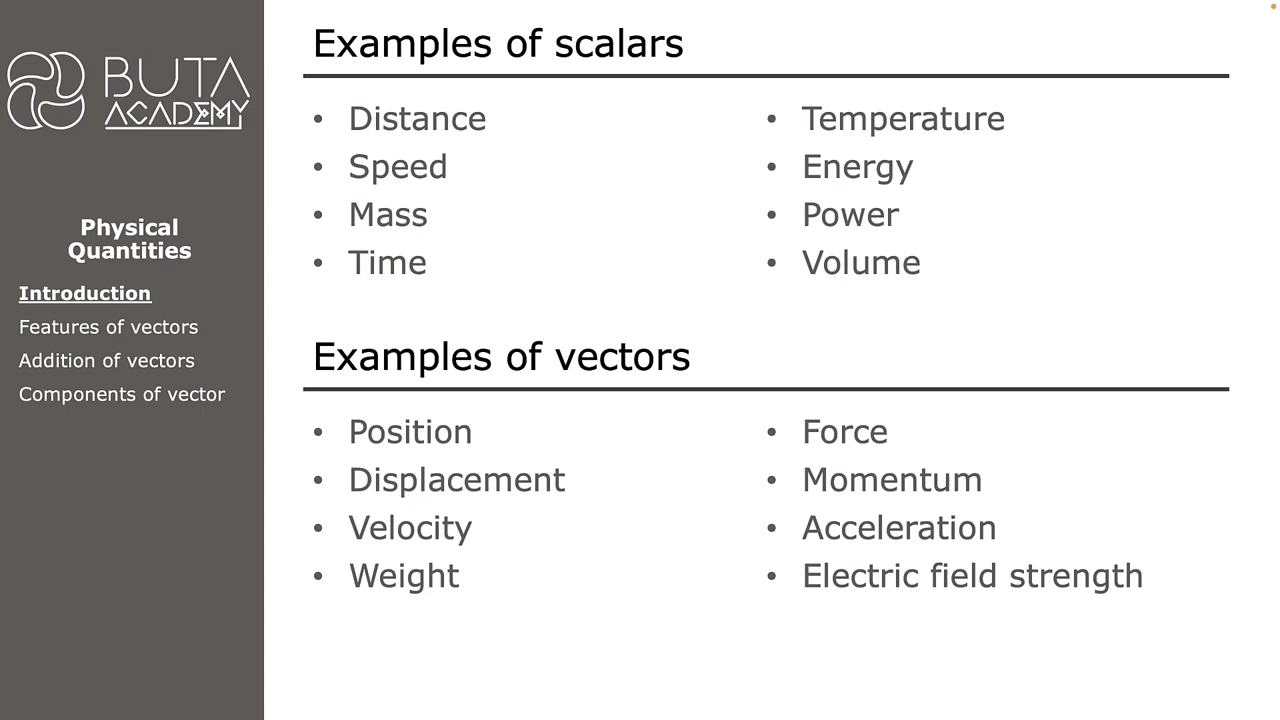 BUTA
ACADEMY
Physical
Quantities
Introduction
Features of vectors
Addition of vectors
Components of vector
Examples of scalars
• Distance
• Speed
• Mass
• Time
• Temperature
• Energy
• Power
• Volume
Examples of vectors
• Position
• Displacement
• Velocity
• Weight
• Force
• Momentum
• Acceleration
• Electric field strength